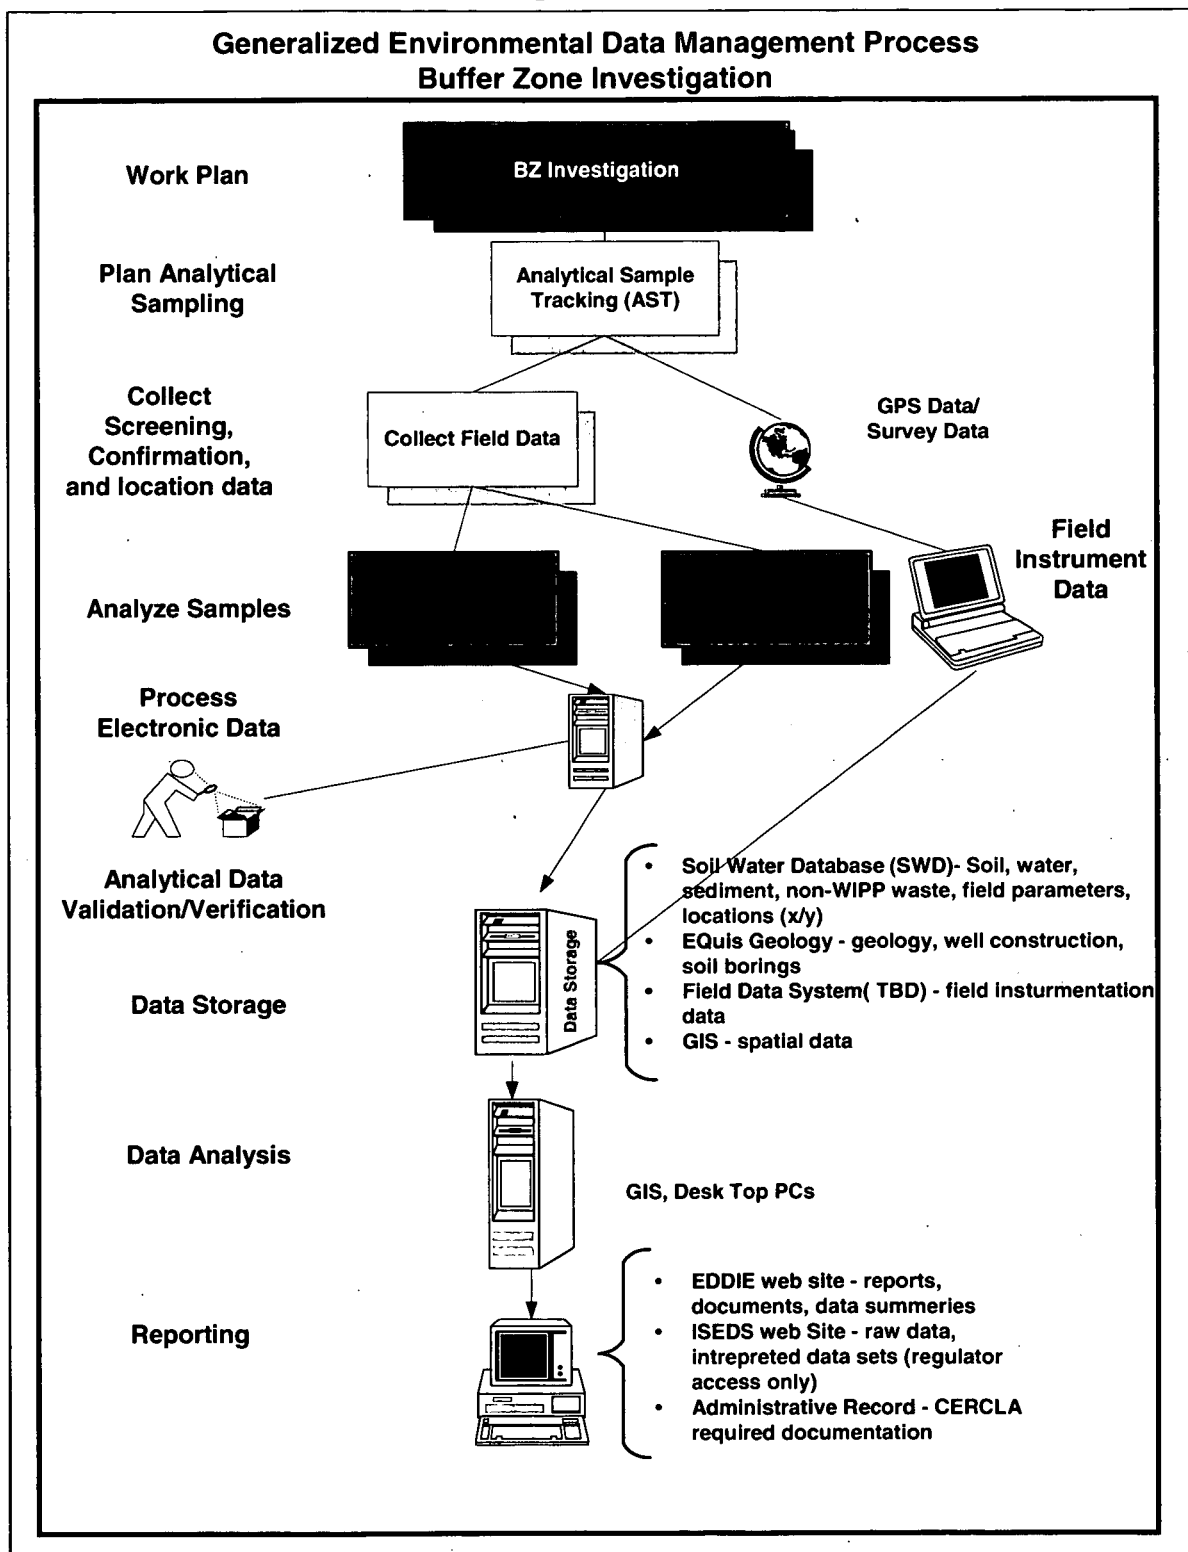 Generalized Environmental Data Management Process
Buffer Zone Investigation
Work Plan
BZ Investigation
Plan Analytical
Sampling
Analytical Sample
Tracking (AST)
Collect
Screening,
Confirmation,
and location data
Collect Field Data
GPS Data/
Survey Data
Field
Instrument
Data
Analyze Samples
Process
Electronic Data
Analytical Data
Validation/Verification
Data Storage
Data Storage
• Soil Water Database (SWD)- Soil, water,
sediment, non-WIPP waste, field parameters,
locations (x/y)
• EQuis Geology - geology, well construction,
soil borings
• Field Data System( TBD) - field insturmentation
data
• GIS - spatial data
Data Analysis
GIS, Desk Top PCs
Reporting
• EDDIE web site - reports,
documents, data summeries
• ISEDS web Site - raw data,
intrepreted data sets (regulator
access only)
• Administrative Record - CERCLA
required documentation